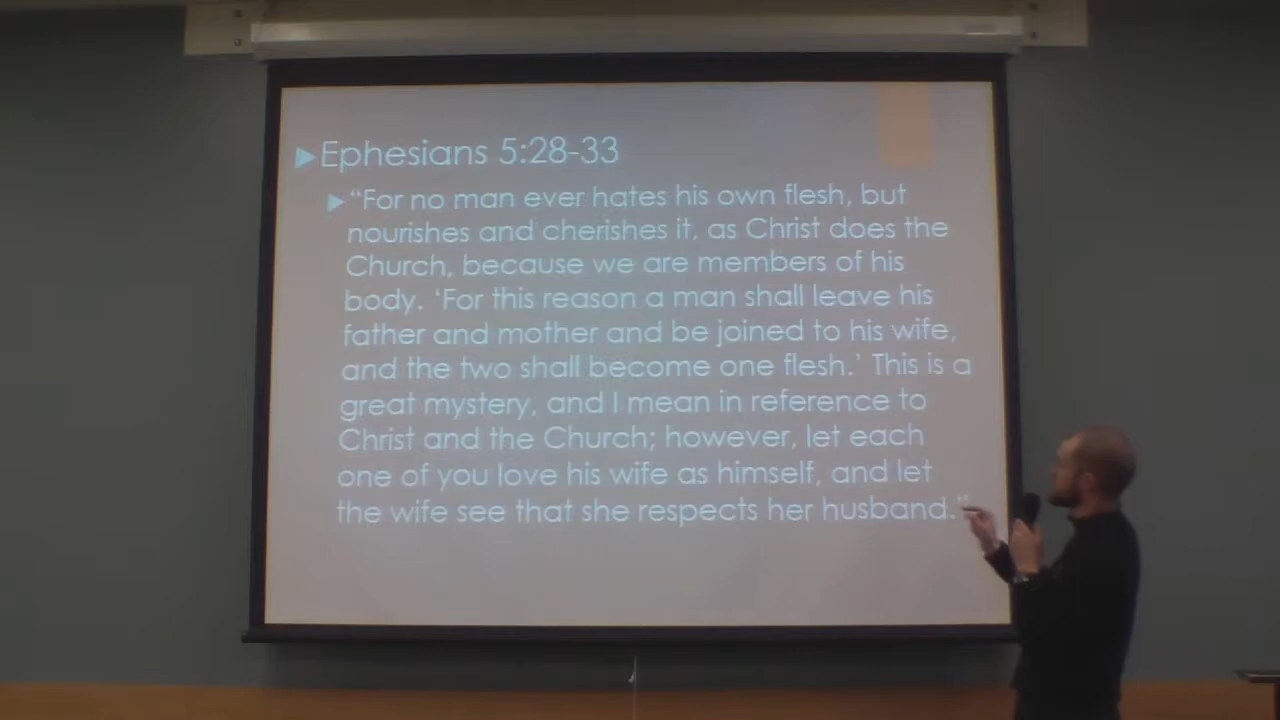 Ephesians 5:28-33
“For no man ever hates his own flesh, but
nourishes and cherishes it, as Christ does the
Church, because we are members of his
body. ‘For this reason a man shall leave his
father and mother and be joined to his wife,
and the two shall become one flesh.’ This is a
great mystery, and I mean in reference to
Christ and the Church; however, let each
one of you love his wife as himself, and let
the wife see that she respects her husband.”